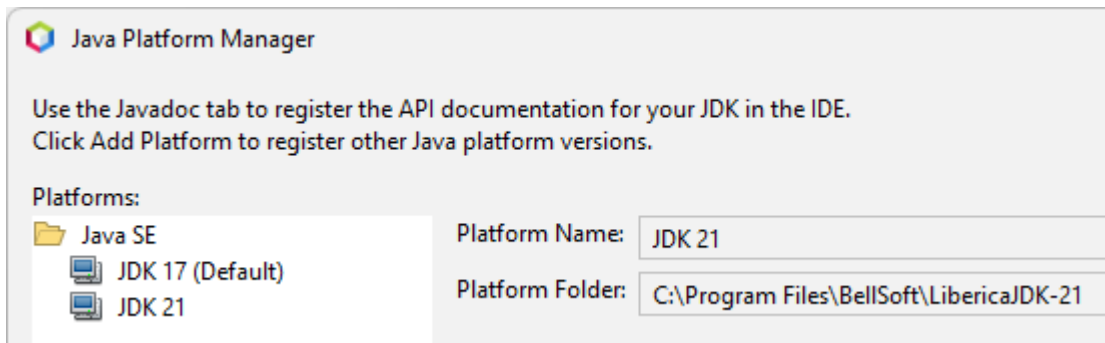 Java Platform Manager
Use the Javadoc tab to register the API documentation for your JDK in the IDE.
Click Add Platform to register other Java platform versions.
Platforms:
Java SE
JDK 17 (Default)
JDK 21
Platform Name: JDK 21
Platform Folder: C:\Program Files\BellSoft\LibericaJDK-21